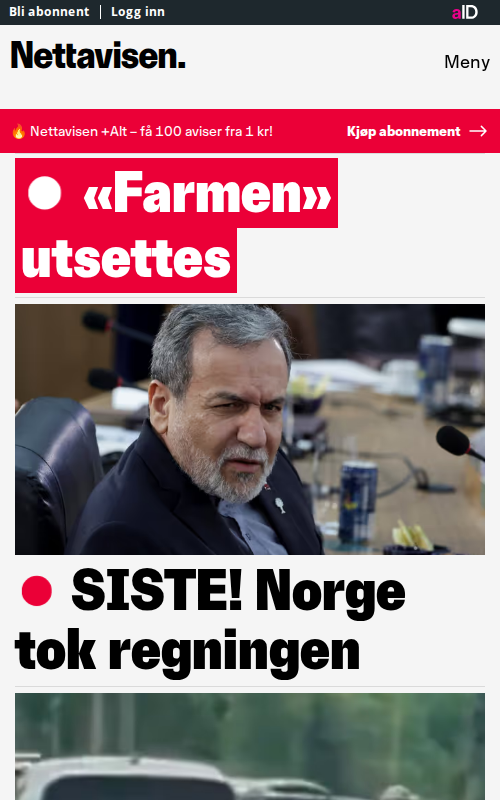 Bli abonnent | Logg inn
aID
Nettavisen.
Meny
🔥 Nettavisen +Alt – få 100 aviser fra 1 kr!
Kjøp abonnement →
«Farmen»
utsettes
SISTE! Norge
tok regningen